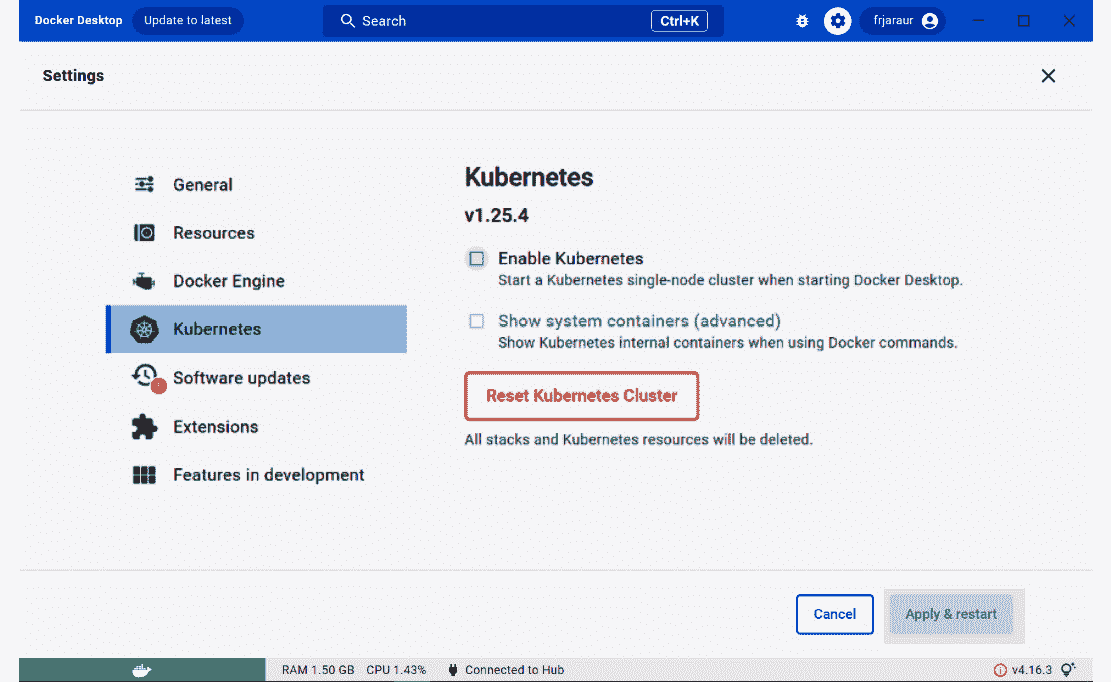 Docker Desktop Update to latest Search Ctrl+K frjaraur
Settings
General
Resources
Docker Engine
Kubernetes
Software updates
Extensions
Features in development
Kubernetes
v1.25.4
Enable Kubernetes
Start a Kubernetes single-node cluster when starting Docker Desktop.
Show system containers (advanced)
Show Kubernetes internal containers when using Docker commands.
Reset Kubernetes Cluster
All stacks and Kubernetes resources will be deleted.
Cancel Apply & restart
RAM 1.50 GB CPU 1.43% Connected to Hub v4.16.3